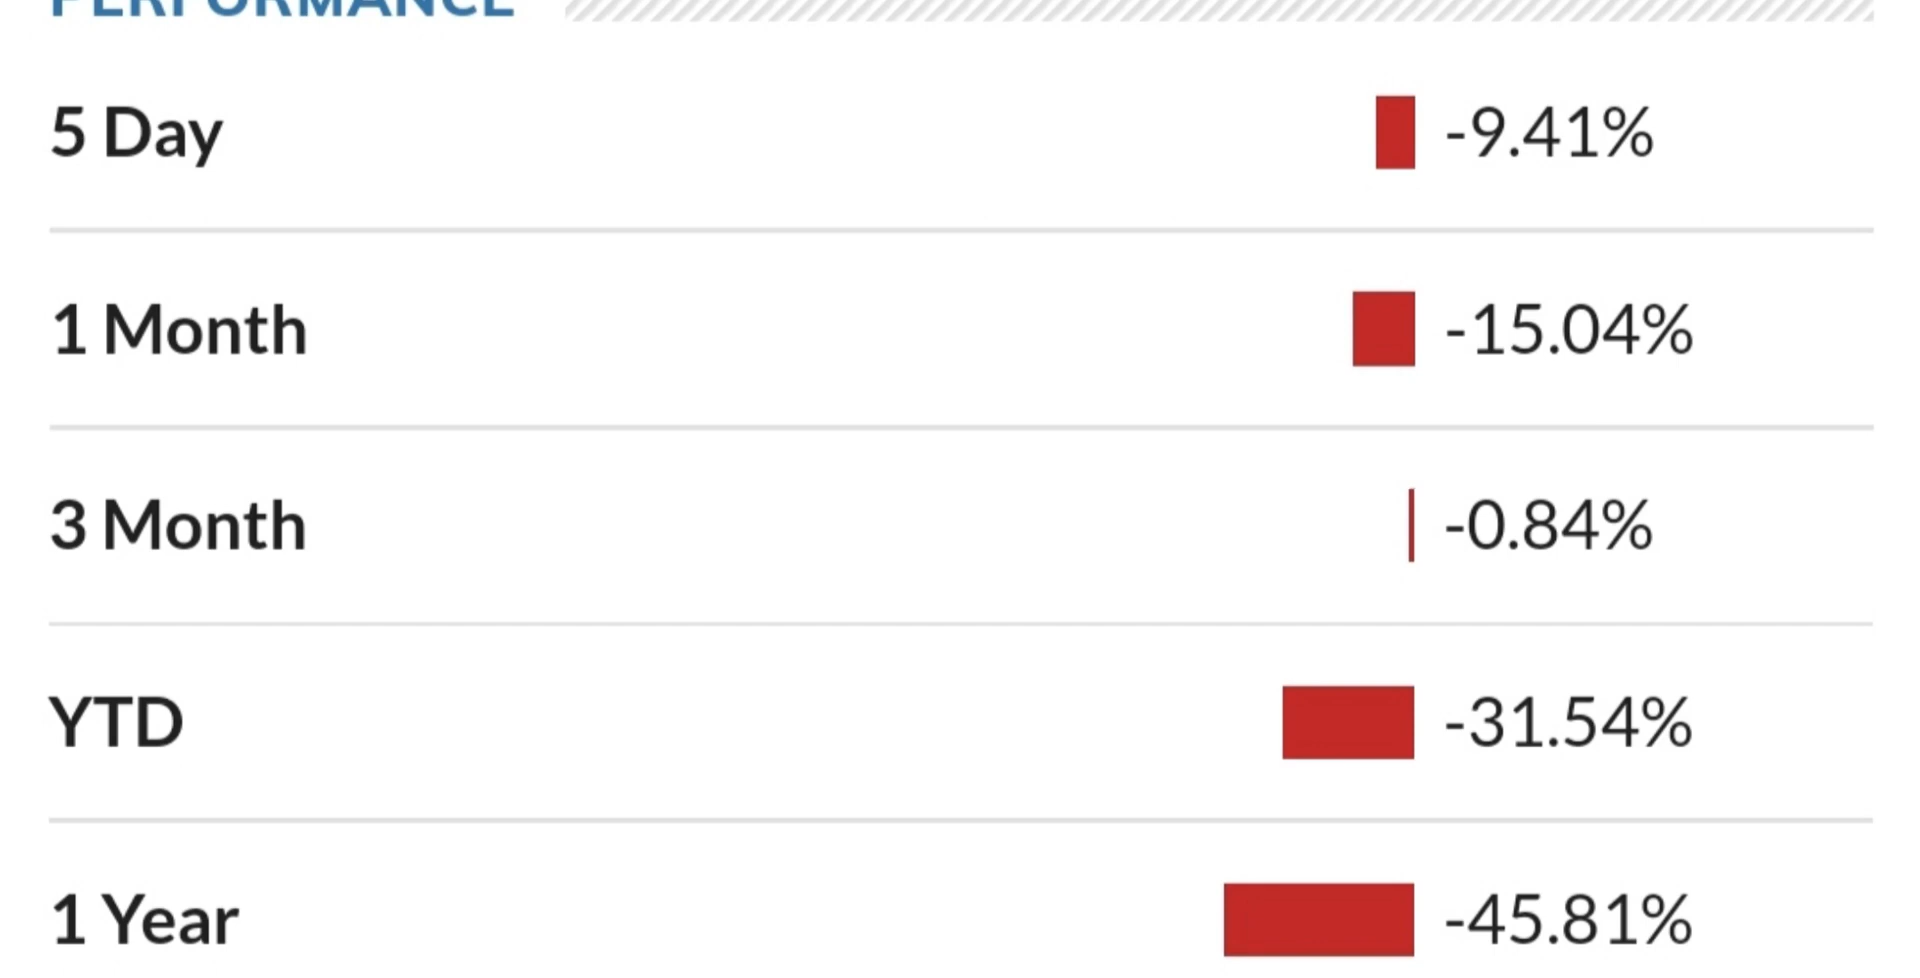 PERFORMANCE
5 Day -9.41%
1 Month -15.04%
3 Month -0.84%
YTD -31.54%
1 Year -45.81%